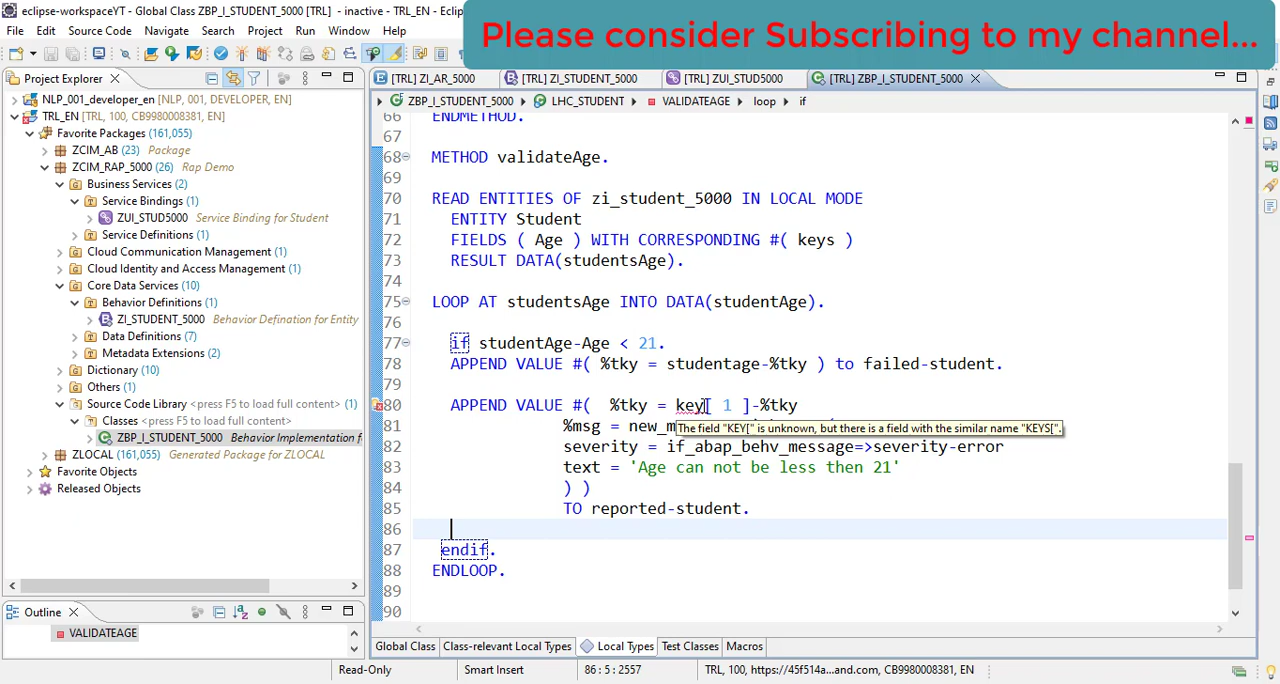 eclipse-workspaceYT - Global Class ZBP_I_STUDENT_5000 [TRL] - inactive - TRL_EN - Eclip
Please consider Subscribing to my channel...
File Edit Source Code Navigate Search Project Run Window Help
Project Explorer
[TRL] ZI_AR_5000
[TRL] ZI_STUDENT_5000
[TRL] ZUI_STUD5000
[TRL] ZBP_I_STUDENT_5000
ZBP_I_STUDENT_5000 LHC_STUDENT VALIDATEAGE loop if
NLP_001_developer_en [NLP, 001, DEVELOPER, EN]
TRL_EN [TRL, 100, CB9980008381, EN]
Favorite Packages (161,055)
ZCIM_AB (23) Package
ZCIM_RAP_5000 (26) Rap Demo
Business Services (2)
Service Bindings (1)
ZUI_STUD5000 Service Binding for Student
Service Definitions (1)
Cloud Communication Management (1)
Cloud Identity and Access Management (1)
Core Data Services (10)
Behavior Definitions (1)
ZI_STUDENT_5000 Behavior Defination for Entity
Data Definitions (7)
Metadata Extensions (2)
Dictionary (10)
Others (1)
Source Code Library <press F5 to load full content> (1)
Classes <press F5 to load full content> (1)
ZBP_I_STUDENT_5000 Behavior Implementation f
ZLOCAL (161,055) Generated Package for ZLOCAL
Favorite Objects
Released Objects
66 ENDMETHOD.
67
68 METHOD validateAge.
69
70 READ ENTITIES OF zi_student_5000 IN LOCAL MODE
71 ENTITY Student
72 FIELDS ( Age ) WITH CORRESPONDING #( keys )
73 RESULT DATA(studentsAge).
74
75 LOOP AT studentsAge INTO DATA(studentAge).
76
77 if studentAge-Age < 21.
78 APPEND VALUE #( %tky = studentage-%tky ) to failed-student.
79
80 APPEND VALUE #( %tky = key[ 1 ]-%tky
81 %msg = new_m
The field "KEY[" is unknown, but there is a field with the similar name "KEYS[".
82 severity = if_abap_behv_message=>severity-error
83 text = 'Age can not be less then 21'
84 ) )
85 TO reported-student.
86
87 endif.
88 ENDLOOP.
89
90
Outline
VALIDATEAGE
Global Class Class-relevant Local Types Local Types Test Classes Macros
Read-Only Smart Insert 86 : 5 : 2557 TRL, 100, https://45f514a...and.com, CB9980008381, EN